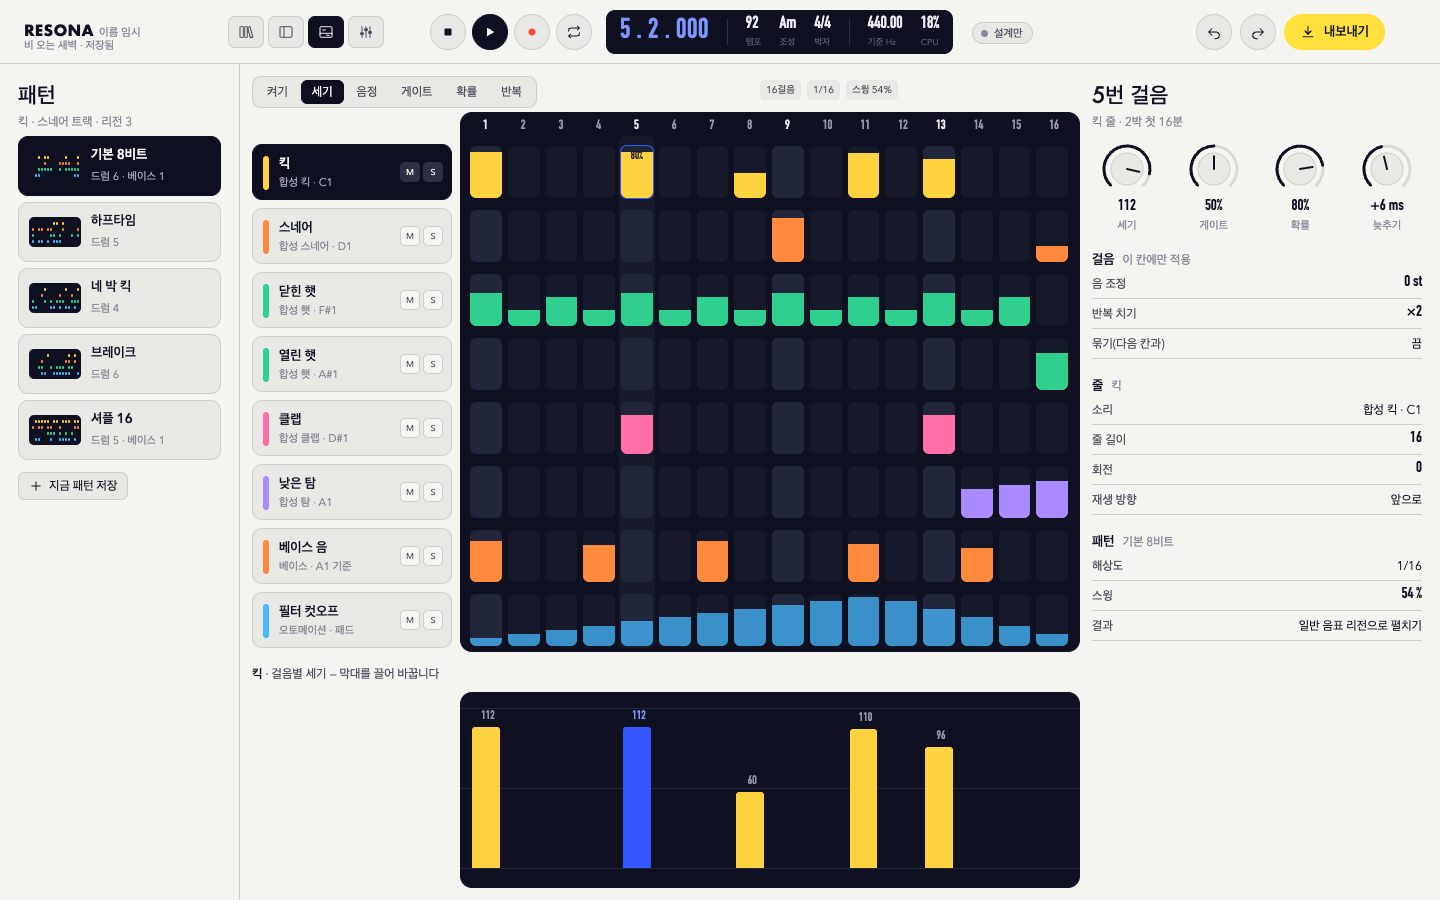 RESONA 이름 임시
비 오는 새벽 · 저장됨
5.2.000
92 Am 4/4 440.00 18%
템포 조성 박자 기준 Hz CPU
설계만
내보내기
패턴
킥 · 스네어 트랙 · 리전 3
기본 8비트
드럼 6 · 베이스 1
하프타임
드럼 5
네 박 킥
드럼 4
브레이크
드럼 6
셔플 16
드럼 5 · 베이스 1
지금 패턴 저장
켜기 세기 음정 게이트 확률 반복
16걸음 1/16 스윙 54%
1 2 3 4 5 6 7 8 9 10 11 12 13 14 15 16
킥
합성 킥 · C1
M S
80%
스네어
합성 스네어 · D1
M S
닫힌 햇
합성 햇 · F#1
M S
열린 햇
합성 햇 · A#1
M S
클랩
합성 클랩 · D#1
M S
낮은 탐
합성 탐 · A1
M S
베이스 음
베이스 · A1 기준
M S
필터 컷오프
오토메이션 · 패드
M S
킥 · 걸음별 세기 – 막대를 끌어 바꿉니다
112 112 60 110 96
5번 걸음
킥 줄 · 2박 첫 16분
112 50% 80% +6 ms
세기 게이트 확률 늦추기
걸음 이 칸에만 적용
음 조정 0 st
반복 치기 ×2
묶기(다음 칸과) 끔
줄 킥
소리 합성 킥 · C1
줄 길이 16
회전 0
재생 방향 앞으로
패턴 기본 8비트
해상도 1/16
스윙 54 %
결과 일반 음표 리전으로 펼치기